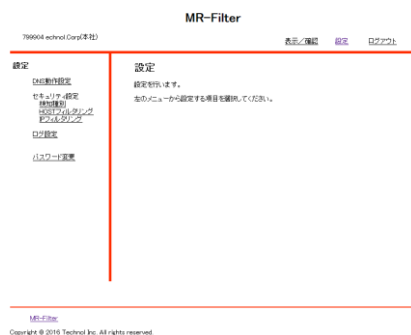 MR-Filter
799904 echnol.Corp(本社)
表示/確認 設定 ログアウト
設定
DNS動作設定
セキュリティ設定
検知種別
HOSTフィルタリング
IPフィルタリング
ログ設定
パスワード変更
設定
設定を行います。
左のメニューから設定する項目を選択してください。
MR-Filter
Copyright © 2016 Technol Inc. All rights reserved.